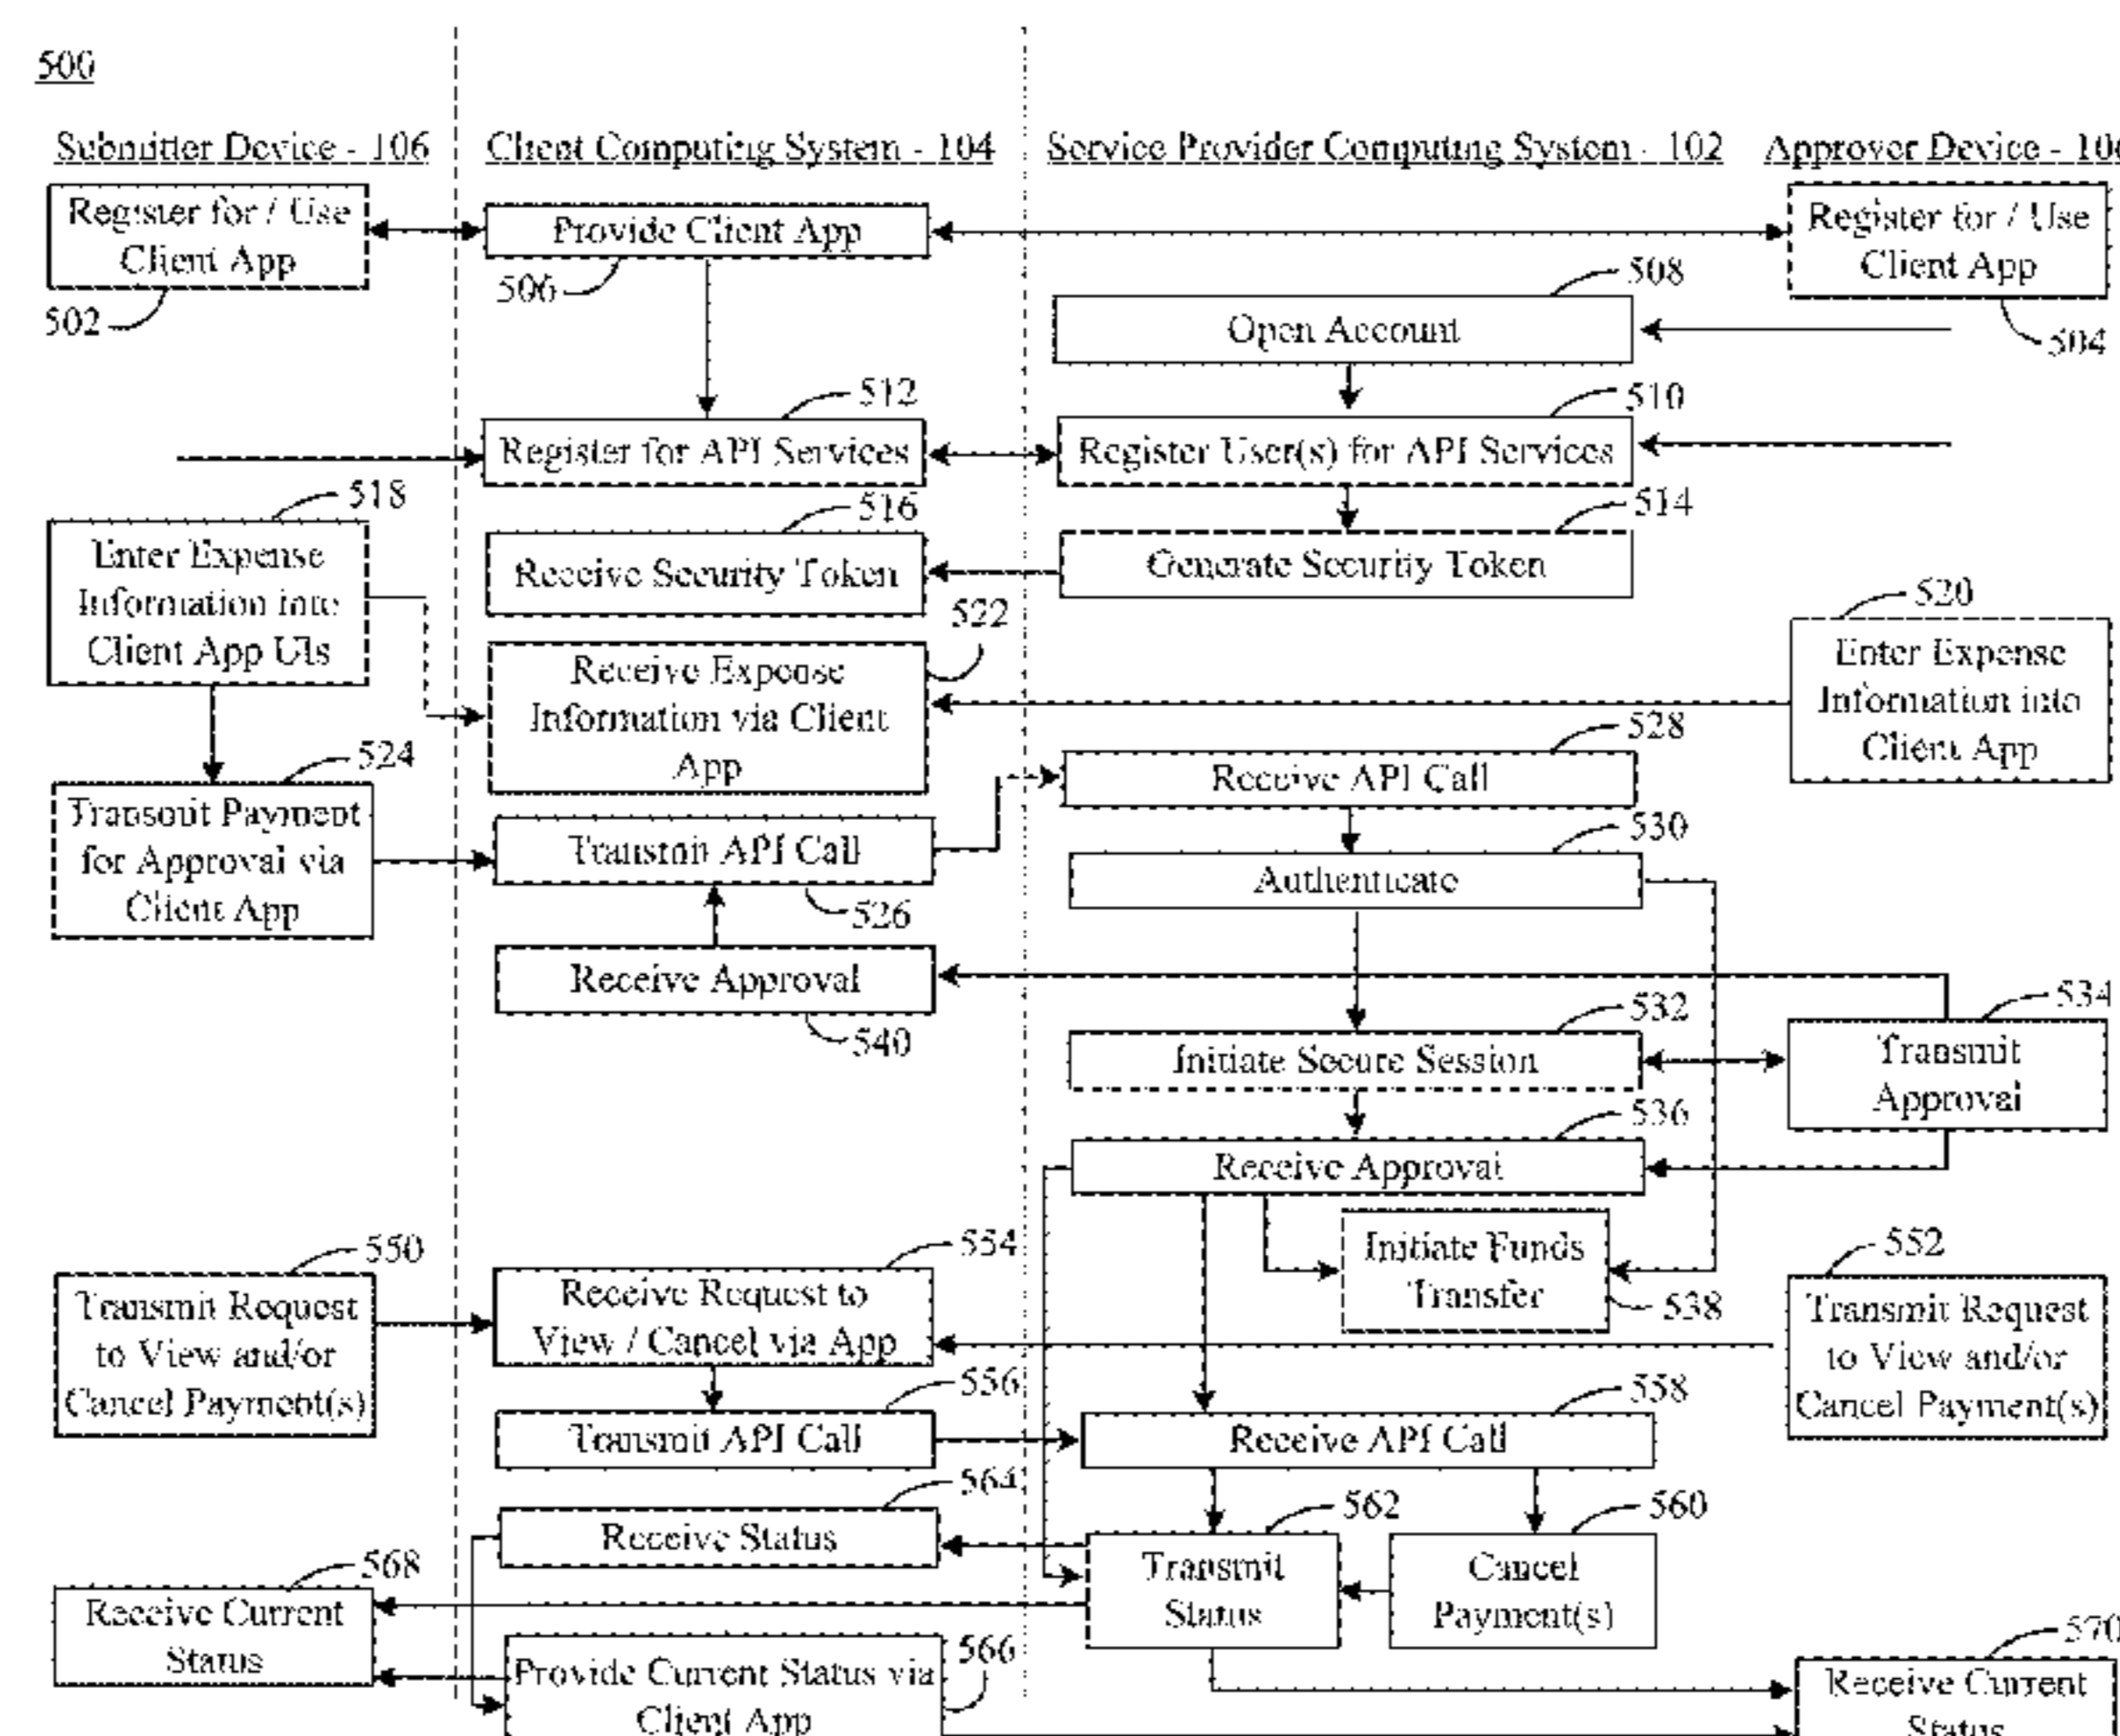 500
Submitter Device - 106
Client Computing System - 104
Service Provider Computing System - 102
Approver Device - 106
Register for / Use
Client App
502
Provide Client App
506
Register for / Use
Client App
504
508
Open Account
512
Register for API Services
510
Register User(s) for API Services
518
Enter Expense
Information into
Client App UIs
516
Receive Security Token
514
Generate Security Token
522
Receive Expense
Information via Client
App
520
Enter Expense
Information into
Client App
524
Transmit Payment
for Approval via
Client App
528
Receive API Call
Transmit API Call
526
530
Authenticate
Receive Approval
540
532
Initiate Secure Session
534
Transmit
Approval
536
Receive Approval
Initiate Funds
Transfer
538
550
Transmit Request
to View and/or
Cancel Payment(s)
554
Receive Request to
View / Cancel via App
552
Transmit Request
to View and/or
Cancel Payment(s)
556
Transmit API Call
558
Receive API Call
564
Receive Status
562
Transmit
Status
560
Cancel
Payment(s)
568
Receive Current
Status
566
Provide Current Status via
Client App
570
Receive Current
Status